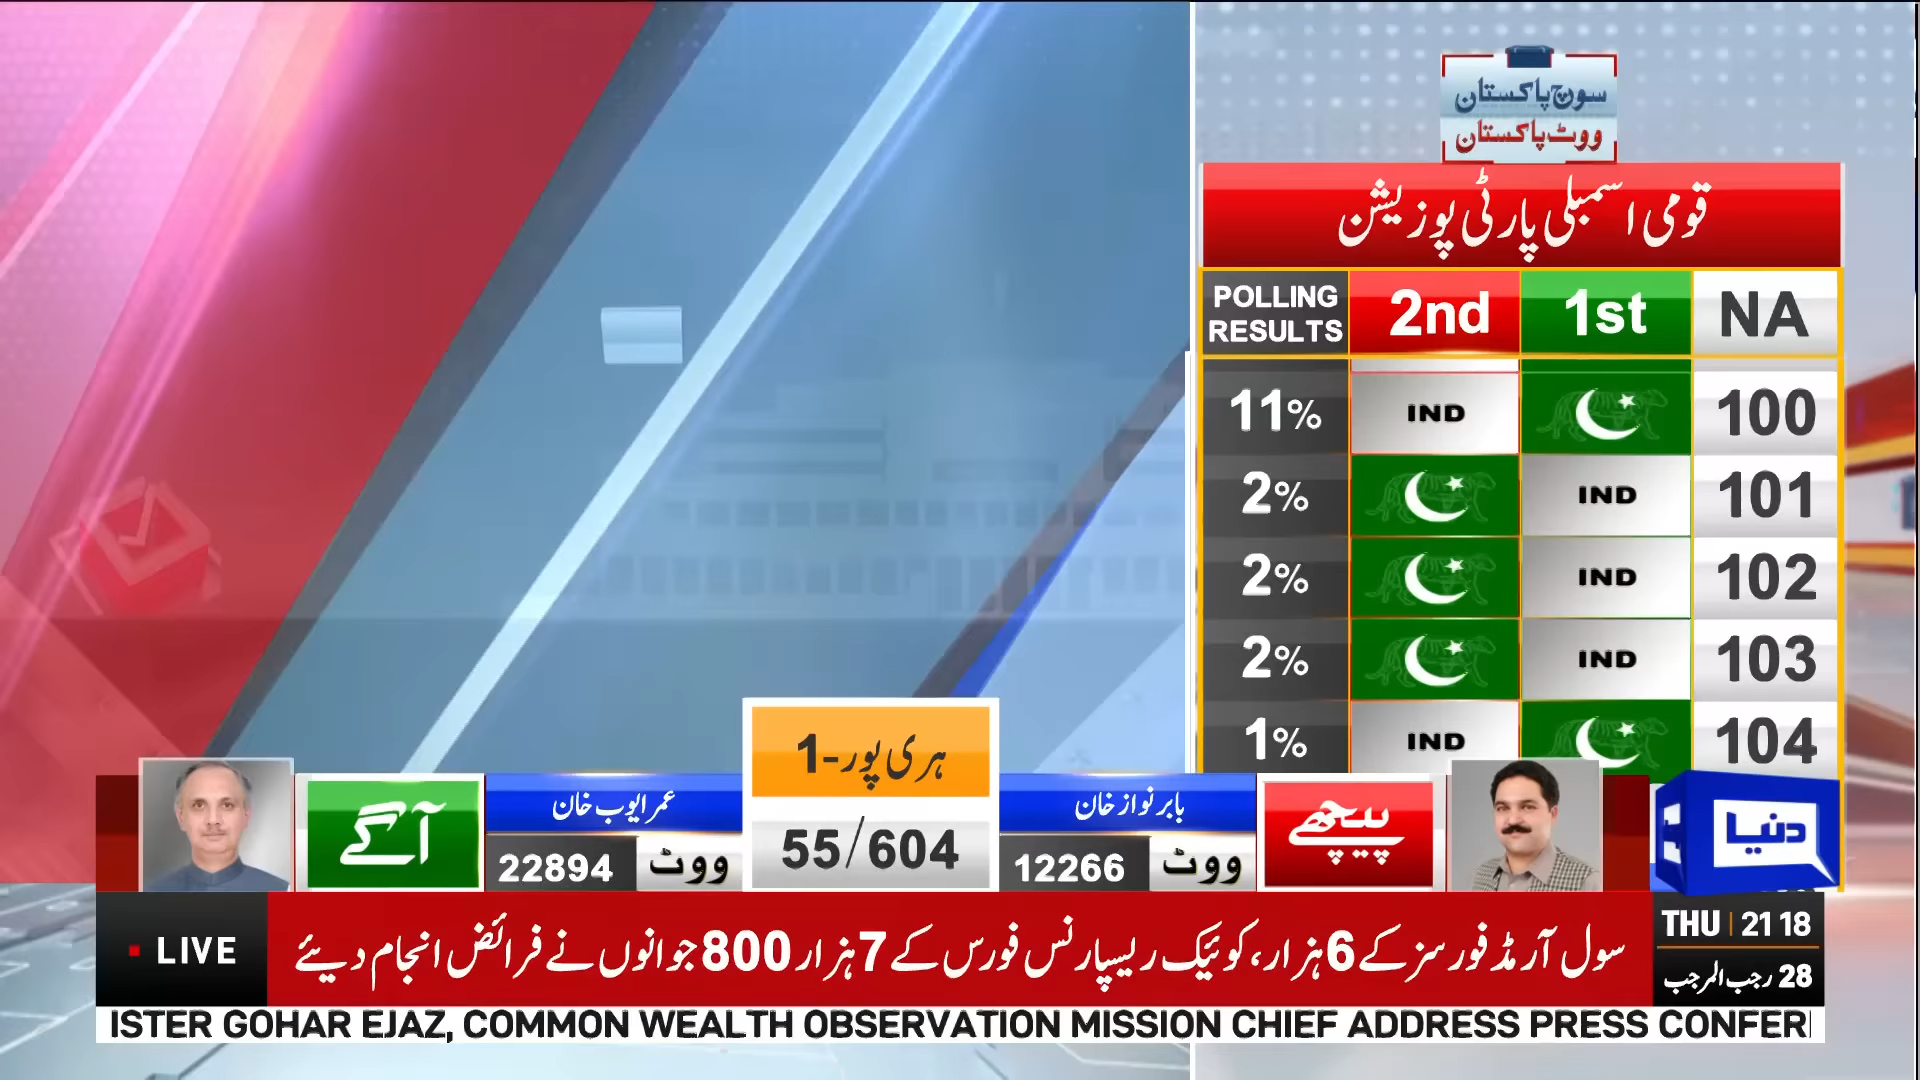 سوچ پاکستان
ووٹ پاکستان
قومی اسمبلی پارٹی پوزیشن
POLLING RESULTS 2nd 1st NA
11% IND 100
2% IND 101
2% IND 102
2% IND 103
1% IND 104
ہری پور-1
55/604
آگے
عمر ایوب خان
22894 ووٹ
بابر نواز خان
12266 ووٹ
پیچھے
دنیا
LIVE
سول آرمڈ فورسز کے 6 ہزار، کوئیک ریسپارنس فورس کے 7 ہزار 800 جوانوں نے فرائض انجام دیئے
THU 21 18
28 رجب المرجب
ISTER GOHAR EJAZ, COMMON WEALTH OBSERVATION MISSION CHIEF ADDRESS PRESS CONFER